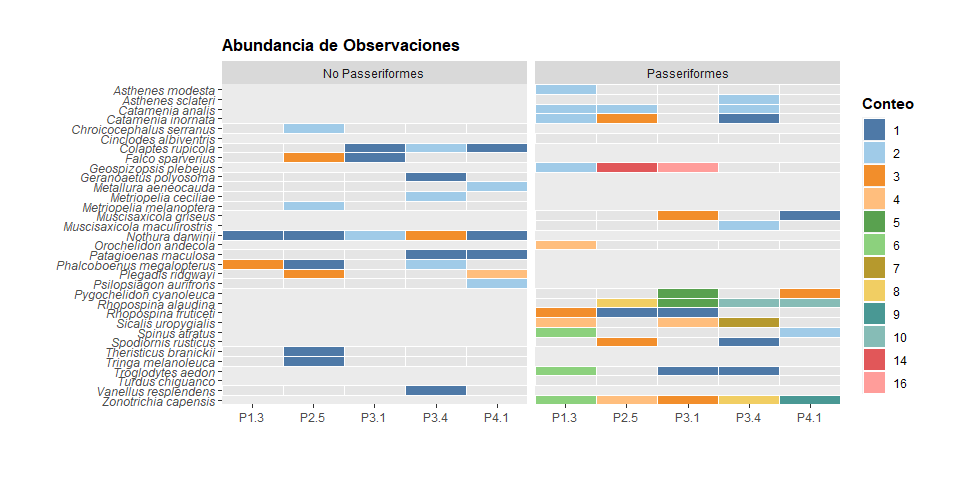 Abundancia de Observaciones
No Passeriformes
Passeriformes
Asthenes modesta
Asthenes sclateri
Catamenia analis
Catamenia inornata
Chroicocephalus serranus
Cinclodes albiventris
Colaptes rupicola
Falco sparverius
Geospizopsis plebejus
Geranoaetus polyosoma
Metallura aeneocauda
Metriopelia ceciliae
Metriopelia melanoptera
Muscisaxicola griseus
Muscisaxicola maculirostris
Nothura darwinii
Orochelidon andecola
Patagioenas maculosa
Phalcoboenus megalopterus
Plegadis ridgwayi
Psilopsiagon aurifrons
Pygochelidon cyanoleuca
Rhopospina alaudina
Rhopospina fruticeti
Sicalis uropygialis
Spinus atratus
Spodiornis rusticus
Theristicus branickii
Tringa melanoleuca
Troglodytes aedon
Turdus chiguanco
Vanellus resplendens
Zonotrichia capensis
P1.3 P2.5 P3.1 P3.4 P4.1
P1.3 P2.5 P3.1 P3.4 P4.1
Conteo
1
2
3
4
5
6
7
8
9
10
14
16